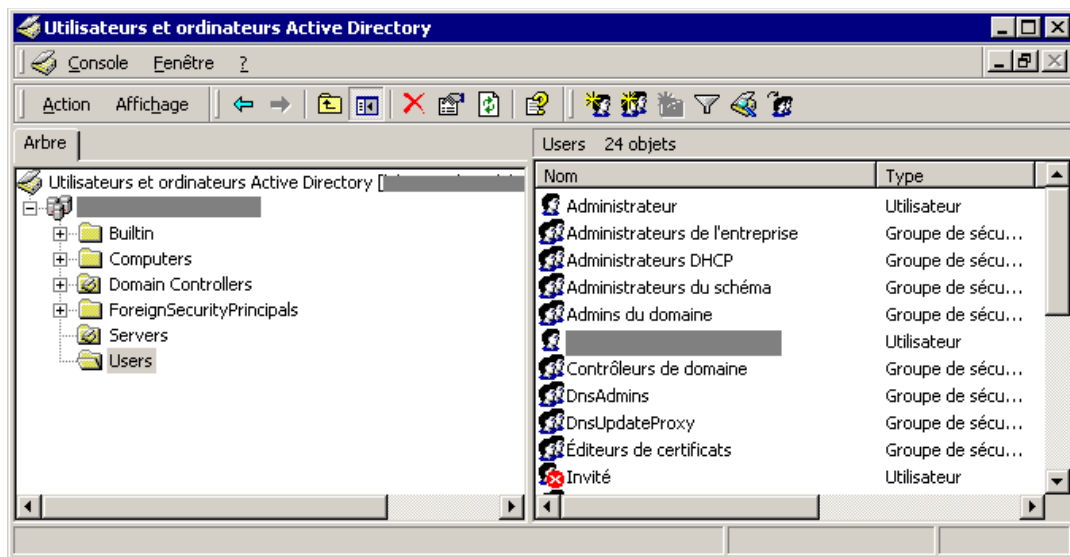 Utilisateurs et ordinateurs Active Directory
Console Fenêtre ?
Action Affichage
Arbre
Users 24 objets
Utilisateurs et ordinateurs Active Directory [
Builtin
Computers
Domain Controllers
ForeignSecurityPrincipals
Servers
Users
Nom Type
Administrateur Utilisateur
Administrateurs de l'entreprise Groupe de sécu...
Administrateurs DHCP Groupe de sécu...
Administrateurs du schéma Groupe de sécu...
Admins du domaine Groupe de sécu...
Utilisateur
Contrôleurs de domaine Groupe de sécu...
DnsAdmins Groupe de sécu...
DnsUpdateProxy Groupe de sécu...
Éditeurs de certificats Groupe de sécu...
Invité Utilisateur